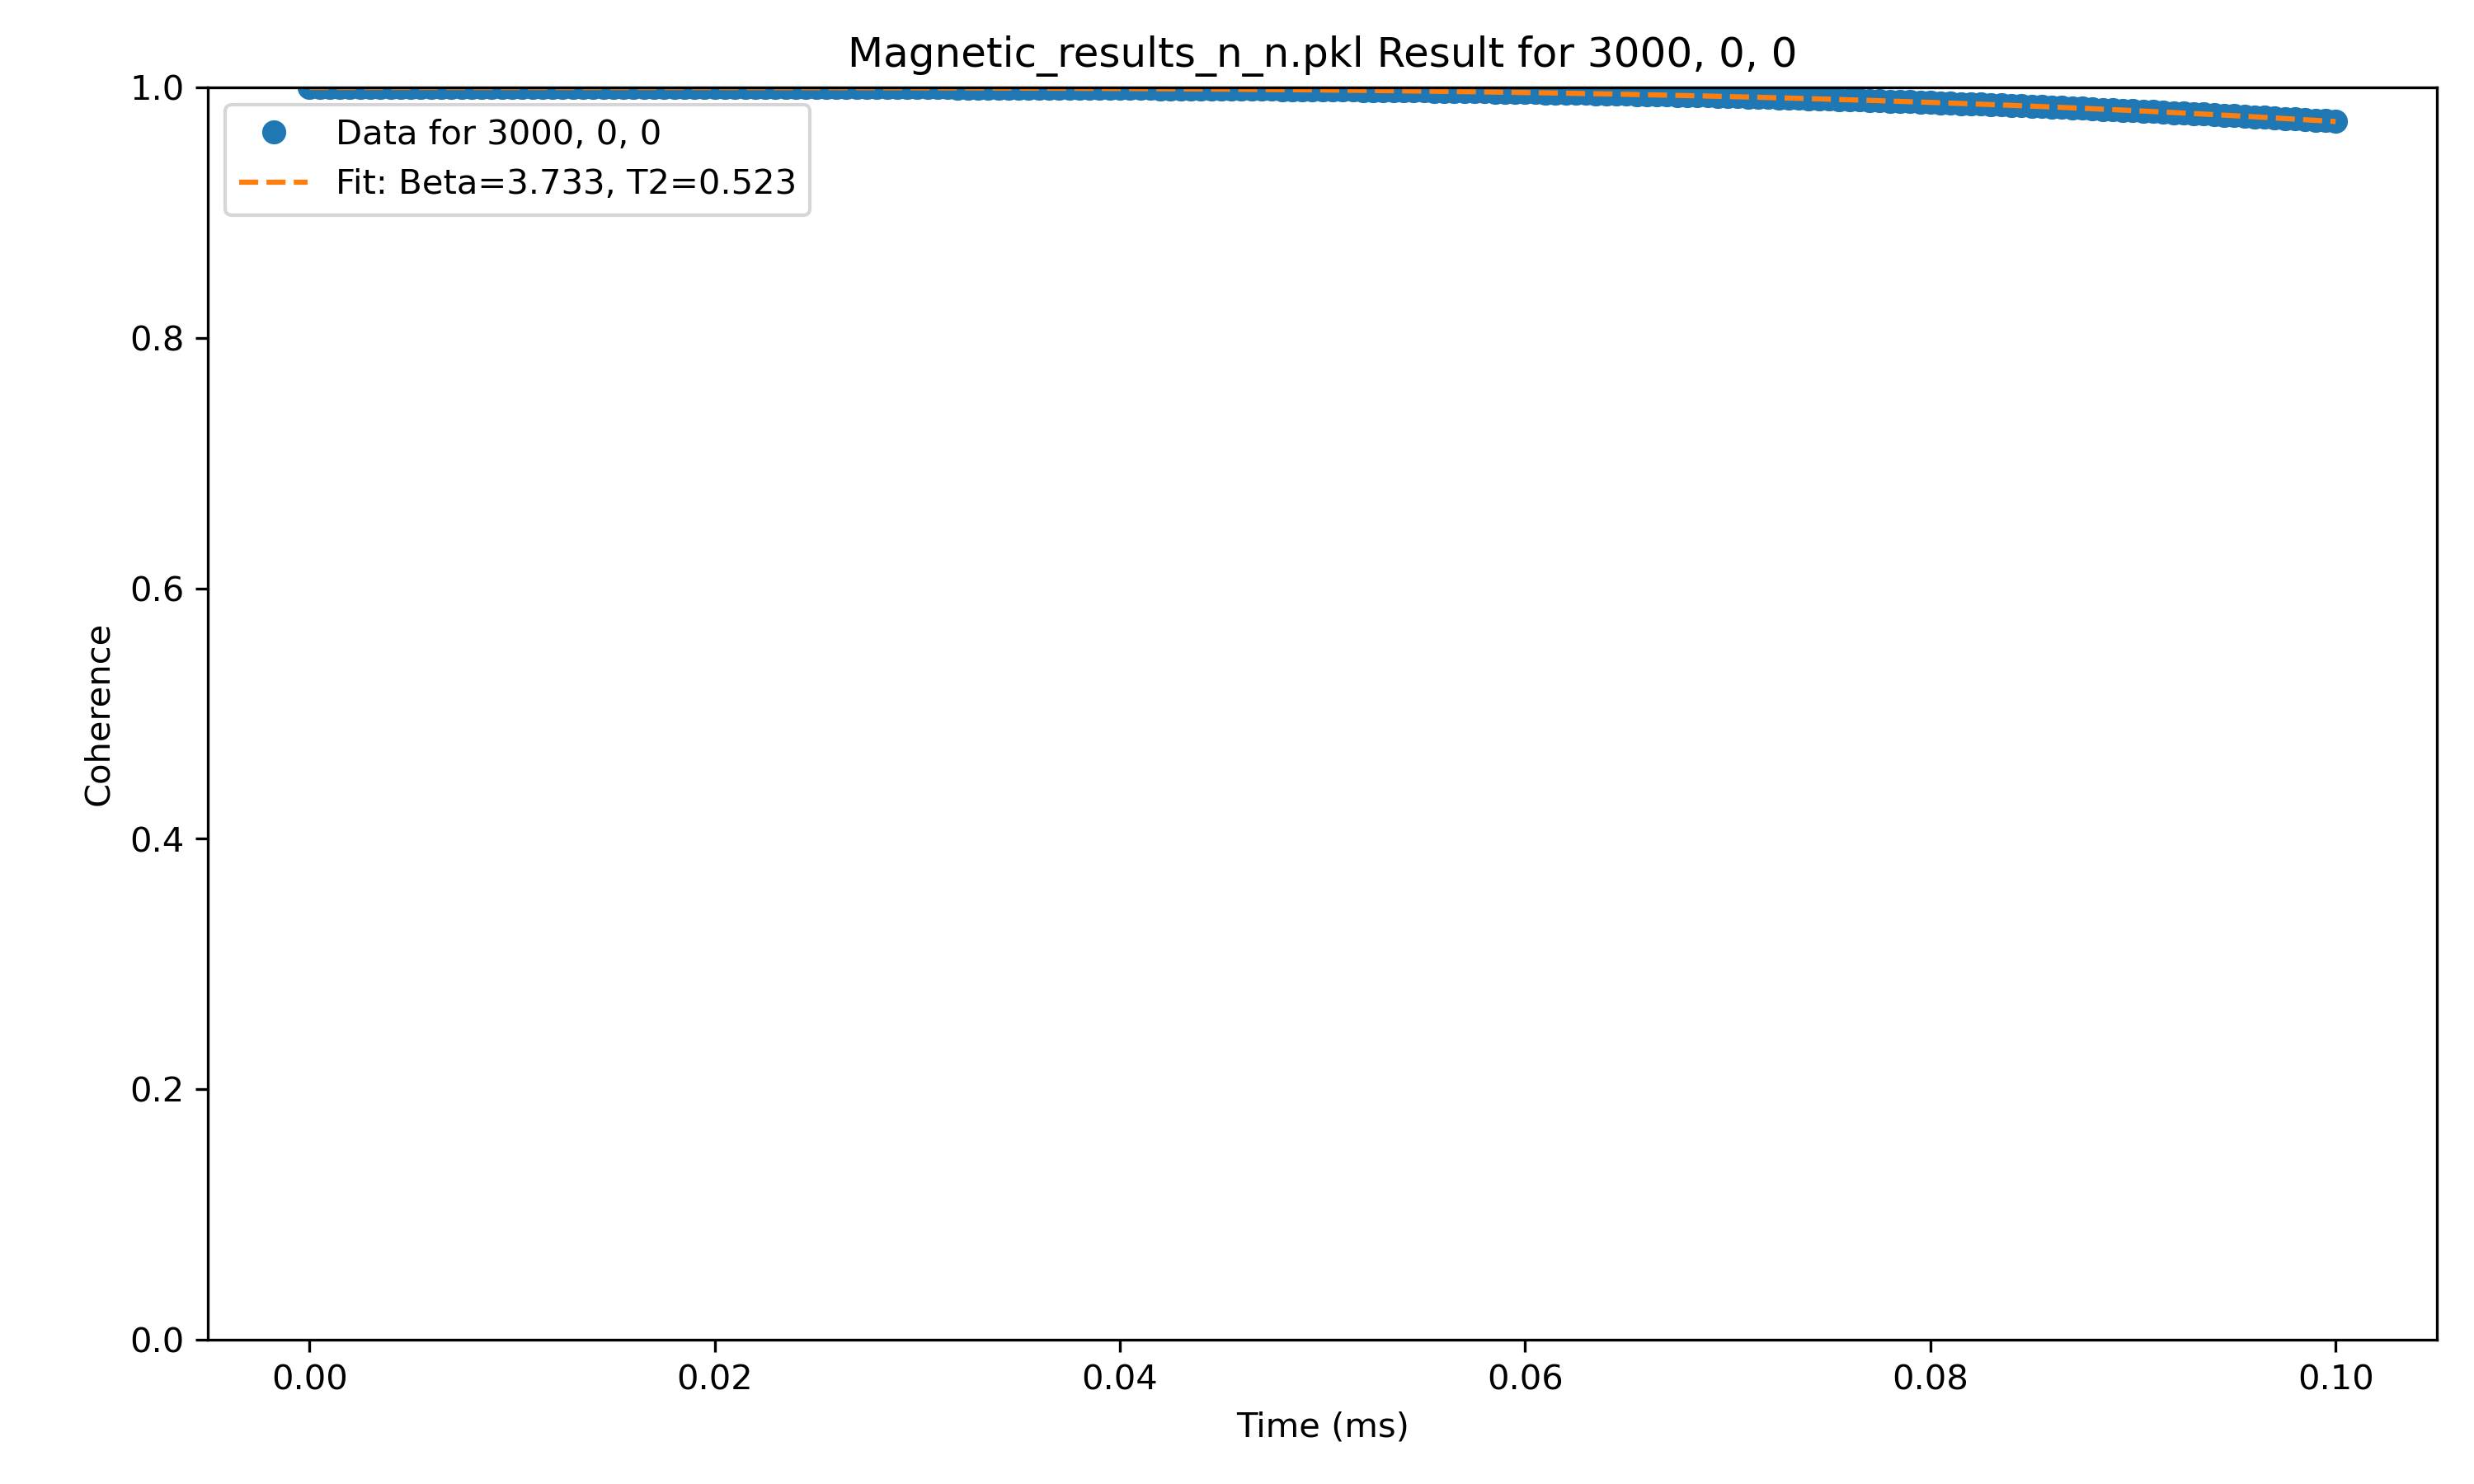 Magnetic_results_n_n.pkl Result for 3000, 0, 0
Data for 3000, 0, 0
Fit: Beta=3.733, T2=0.523
1.0
0.8
0.6
0.4
0.2
0.0
Coherence
0.00 0.02 0.04 0.06 0.08 0.10
Time (ms)